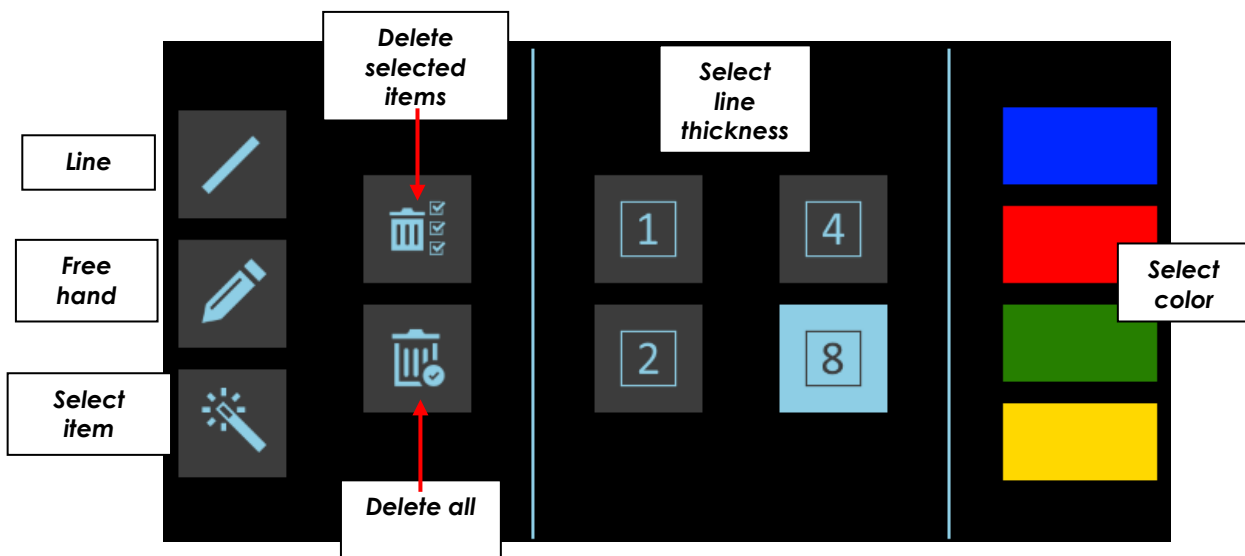 Delete
selected
items
Select
line
thickness
Line
1
4
Free
hand
Select
color
2
8
Select
item
Delete all